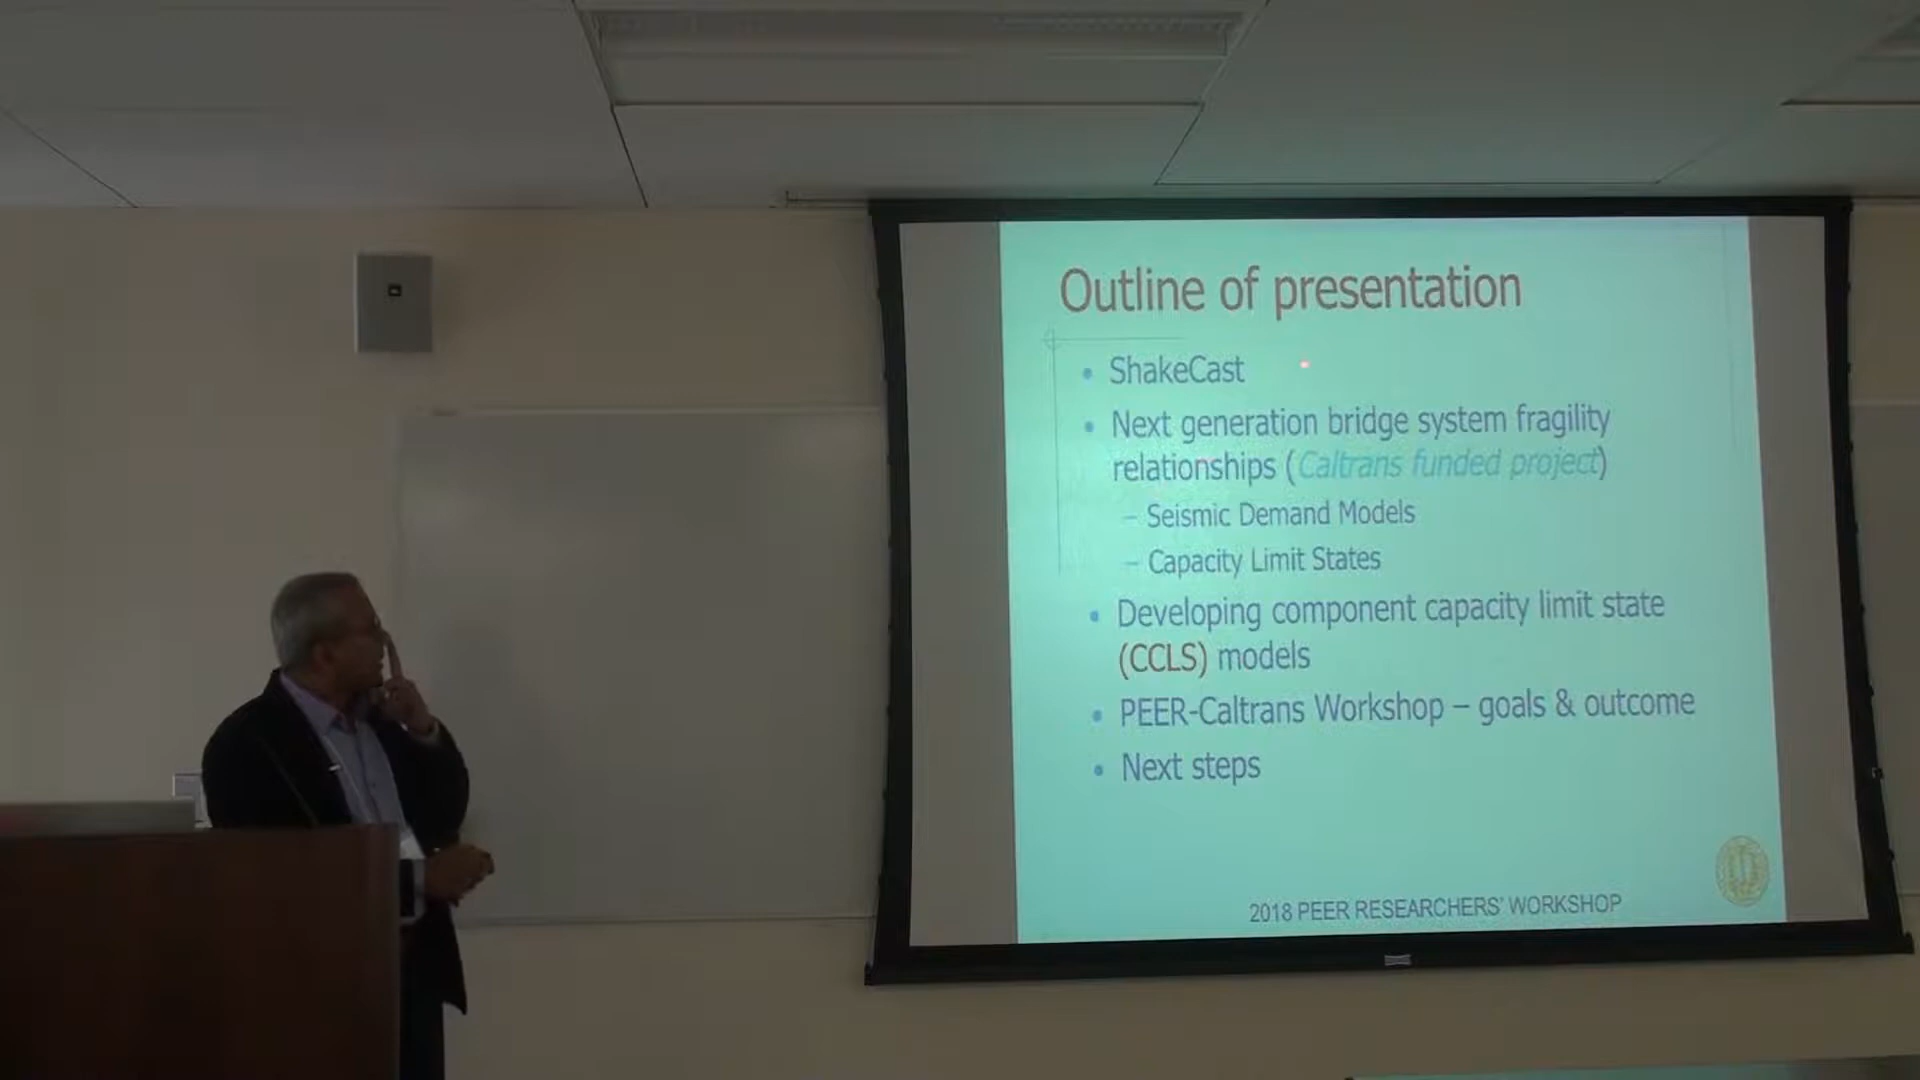 Outline of presentation
• ShakeCast
• Next generation bridge system fragility
relationships (Caltrans funded project)
– Seismic Demand Models
– Capacity Limit States
• Developing component capacity limit state
(CCLS) models
• PEER-Caltrans Workshop – goals & outcome
• Next steps
2018 PEER RESEARCHERS' WORKSHOP